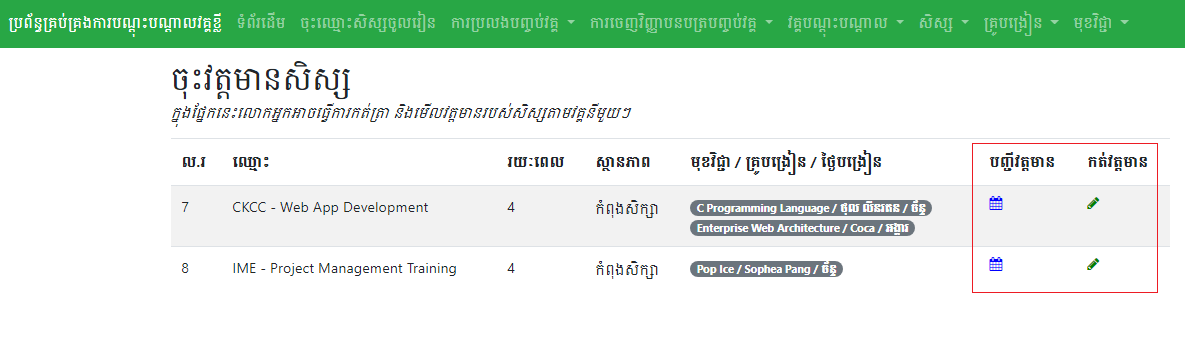 ប្រព័ន្ធគ្រប់គ្រងការបណ្តុះបណ្តាលវគ្គខ្លី ទំព័រដើម ចុះឈ្មោះសិស្សចូលរៀន ការប្រលងបញ្ចប់វគ្គ ការចេញវិញ្ញាបនបត្របញ្ចប់វគ្គ វគ្គបណ្តុះបណ្តាល សិស្ស គ្រូបង្រៀន មុខវិជ្ជា
ចុះវត្តមានសិស្ស
ក្នុងផ្នែកនេះលោកអ្នកអាចធ្វើការកត់ត្រា និងមើលវត្តមានរបស់សិស្សតាមវគ្គនីមួយៗ
ល.រ ឈ្មោះ រយៈពេល ស្ថានភាព មុខវិជ្ជា / គ្រូបង្រៀន / ថ្ងៃបង្រៀន បញ្ជីវត្តមាន កត់វត្តមាន
7 CKCC - Web App Development 4 កំពុងសិក្សា C Programming Language / ថុល លីនរតន / ច័ន្ទ
Enterprise Web Architecture / Coca / អង្គារ
8 IME - Project Management Training 4 កំពុងសិក្សា Pop Ice / Sophea Pang / ច័ន្ទ